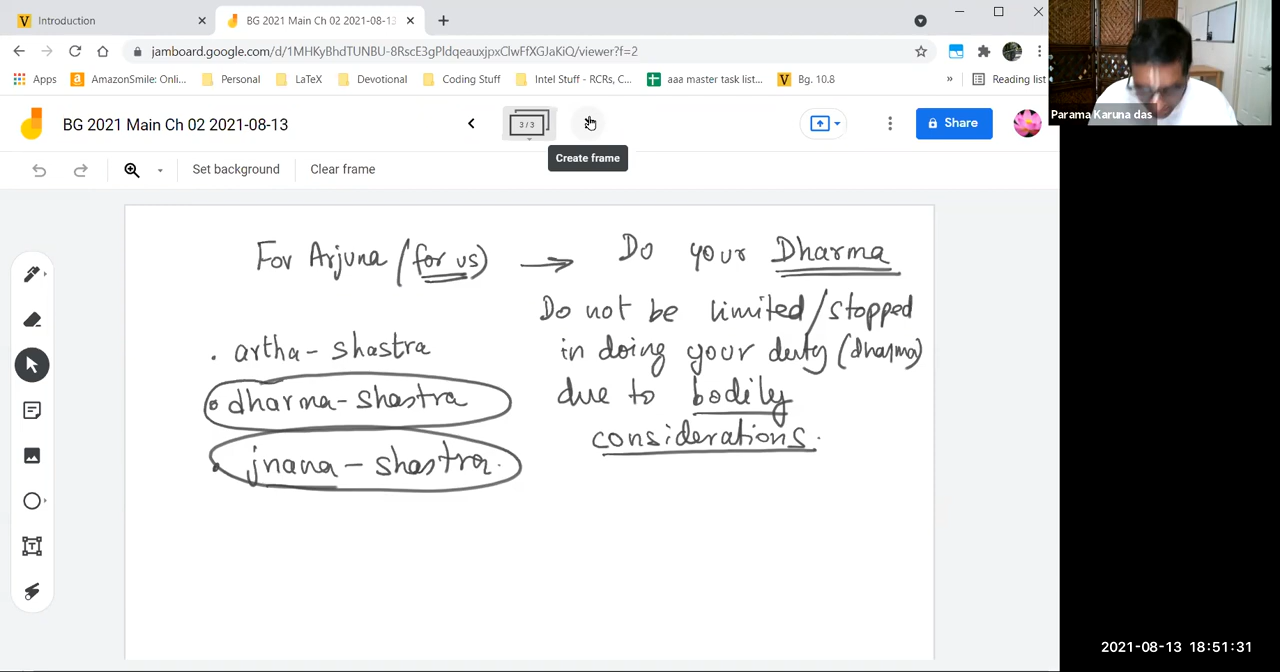 Introduction
BG 2021 Main Ch 02 2021-08-13
jamboard.google.com/d/1MHKyBhdTUNBU-8RscE3gPldqeauxjpxClwFfXGJaKiQ/viewer?f=2
Apps
AmazonSmile: Onli...
Personal
LaTeX
Devotional
Coding Stuff
Intel Stuff - RCRs, C...
aaa master task list...
Bg. 10.8
»
Reading list
Parama Karuna das
BG 2021 Main Ch 02 2021-08-13
3 / 3
Share
Create frame
Set background
Clear frame
For Arjuna (for us) → Do your Dharma
Do not be limited/stopped
in doing your duty (dharma)
due to bodily
considerations.
• artha - shastra
• dharma - shastra
• jnana - shastra.
2021-08-13 18:51:31